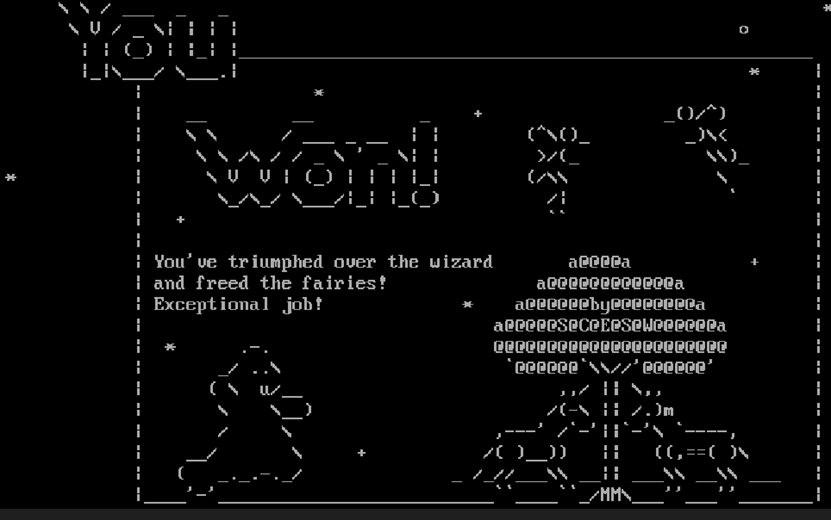 You
Won!
You've triumphed over the wizard
and freed the fairies!
Exceptional job!
by
S@C@E@S@W